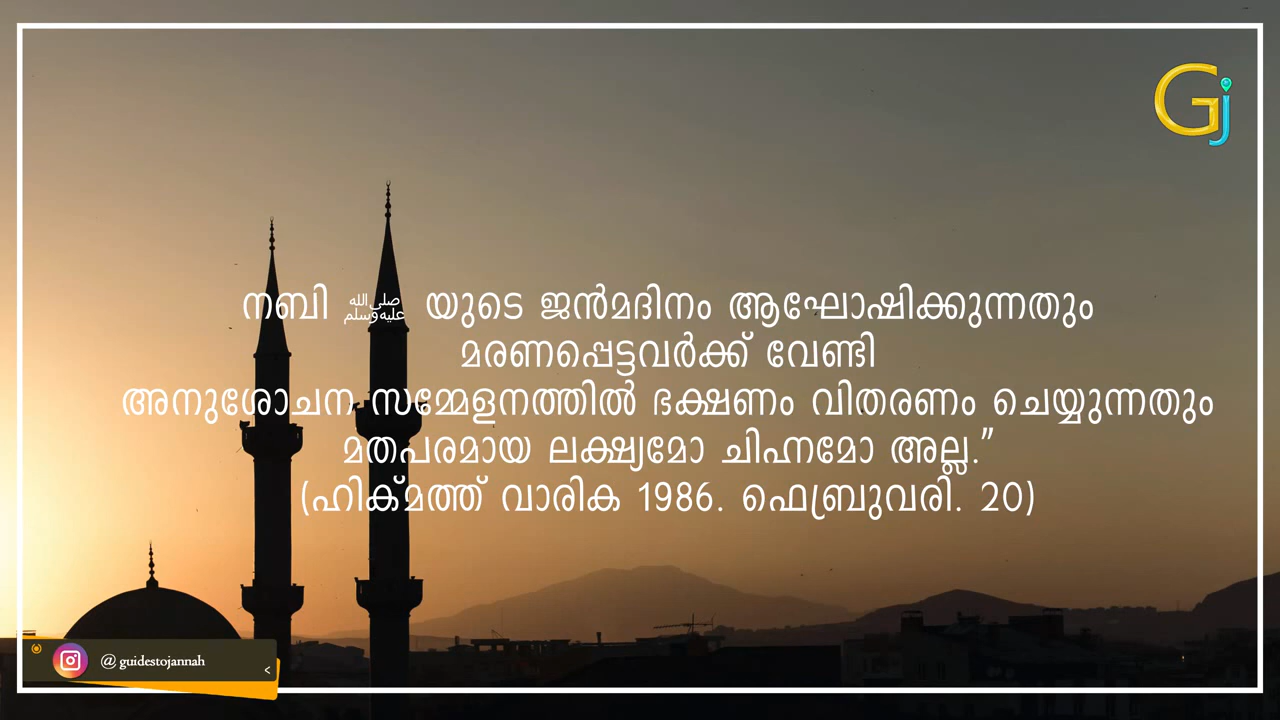 Gj
നബി ﷺ യുടെ ജൻമദിനം ആഘോഷിക്കുന്നതും
മരണപ്പെട്ടവർക്ക് വേണ്ടി
അനുശോചന സമ്മേളനത്തിൽ ഭക്ഷണം വിതരണം ചെയ്യുന്നതും
മതപരമായ ലക്ഷ്യമോ ചിഹ്നമോ അല്ല.”
(ഹിക്മത്ത് വാരിക 1986. ഫെബ്രുവരി. 20)
@ guidestojannah <